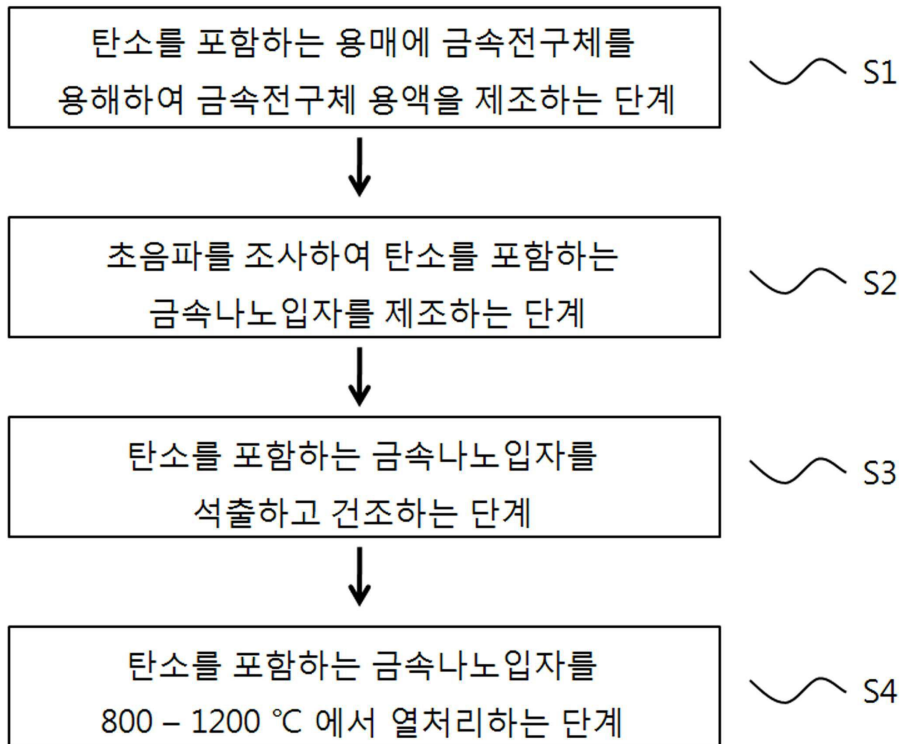 탄소를 포함하는 용매에 금속전구체를
용해하여 금속전구체 용액을 제조하는 단계
S1
초음파를 조사하여 탄소를 포함하는
금속나노입자를 제조하는 단계
S2
탄소를 포함하는 금속나노입자를
석출하고 건조하는 단계
S3
탄소를 포함하는 금속나노입자를
800 – 1200 ℃ 에서 열처리하는 단계
S4